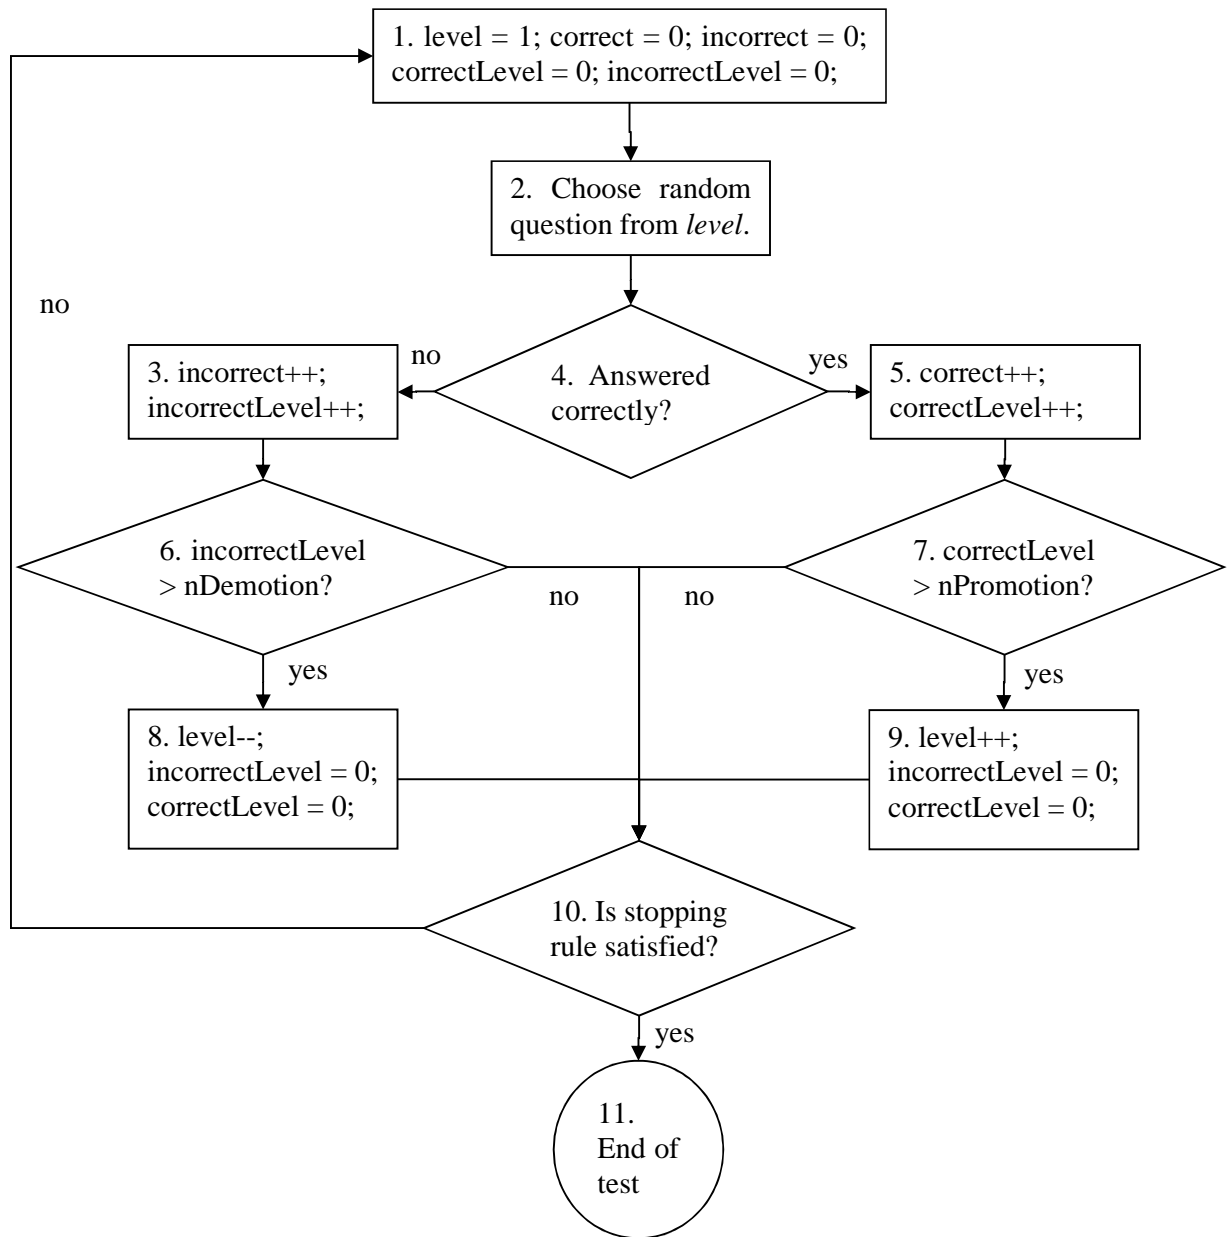 1. level = 1; correct = 0; incorrect = 0;
correctLevel = 0; incorrectLevel = 0;
2. Choose random
question from level.
no
no
yes
3. incorrect++;
incorrectLevel++;
4. Answered
correctly?
5. correct++;
correctLevel++;
6. incorrectLevel
> nDemotion?
7. correctLevel
> nPromotion?
no
no
yes
yes
8. level--;
incorrectLevel = 0;
correctLevel = 0;
9. level++;
incorrectLevel = 0;
correctLevel = 0;
10. Is stopping
rule satisfied?
yes
11.
End of
test